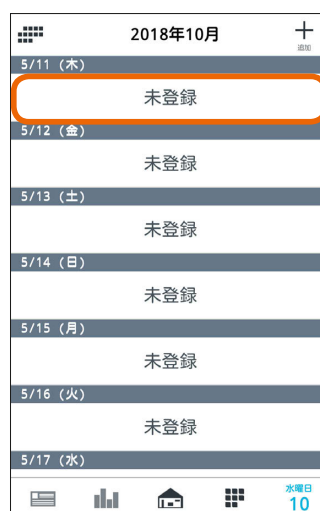 2018年10月
追加
5/11 (木)
未登録
5/12 (金)
未登録
5/13 (土)
未登録
5/14 (日)
未登録
5/15 (月)
未登録
5/16 (火)
未登録
5/17 (水)
水曜日
10